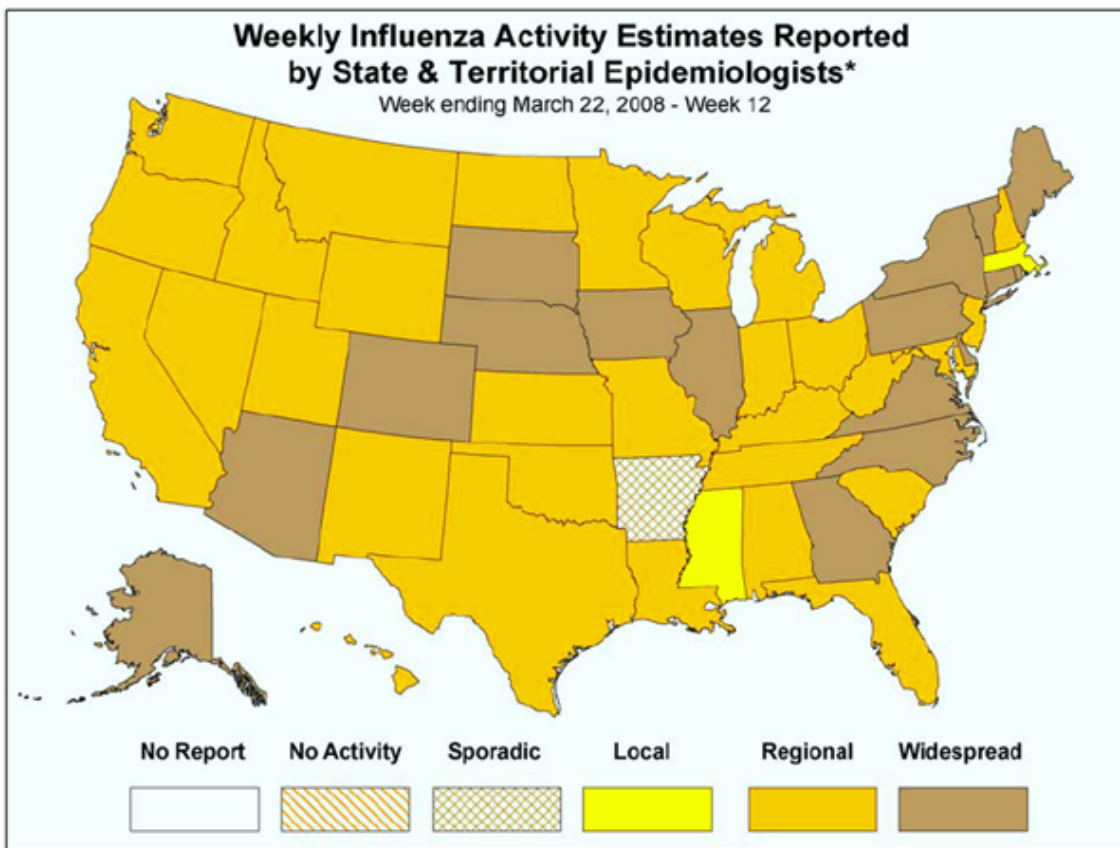 Weekly Influenza Activity Estimates Reported
by State & Territorial Epidemiologists*
Week ending March 22, 2008 - Week 12
No Report No Activity Sporadic Local Regional Widespread